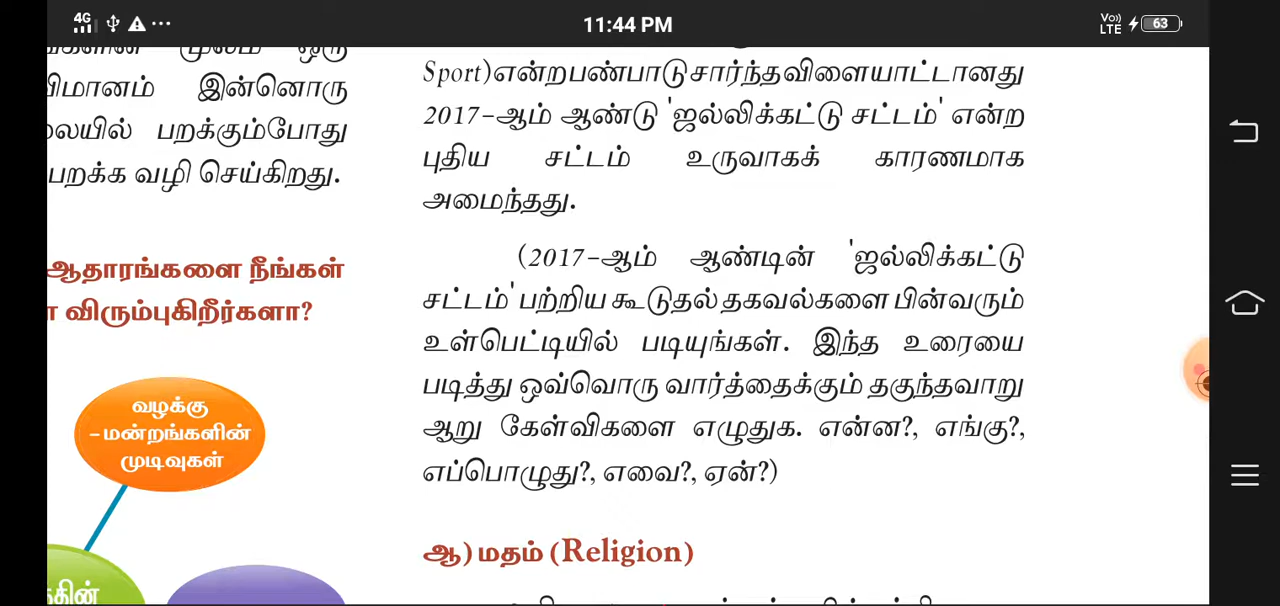 4G
11:44 PM
Vo))
LTE
63
விமானம் இன்னொரு
பறக்கும்போது
பறக்க வழி செய்கிறது.
ஆதாரங்களை நீங்கள்
விரும்புகிறீர்களா?
வழக்கு
-மன்றங்களின்
முடிவுகள்
Sport)என்றபண்பாடுசார்ந்தவிளையாட்டானது
2017-ஆம் ஆண்டு 'ஜல்லிக்கட்டு சட்டம்' என்ற
புதிய சட்டம் உருவாகக் காரணமாக
அமைந்தது.
(2017-ஆம் ஆண்டின் 'ஜல்லிக்கட்டு
சட்டம்' பற்றிய கூடுதல் தகவல்களை பின்வரும்
உள்பெட்டியில் படியுங்கள். இந்த உரையை
படித்து ஒவ்வொரு வார்த்தைக்கும் தகுந்தவாறு
ஆறு கேள்விகளை எழுதுக. என்ன?, எங்கு?,
எப்பொழுது?, எவை?, ஏன்?)
ஆ) மதம் (Religion)